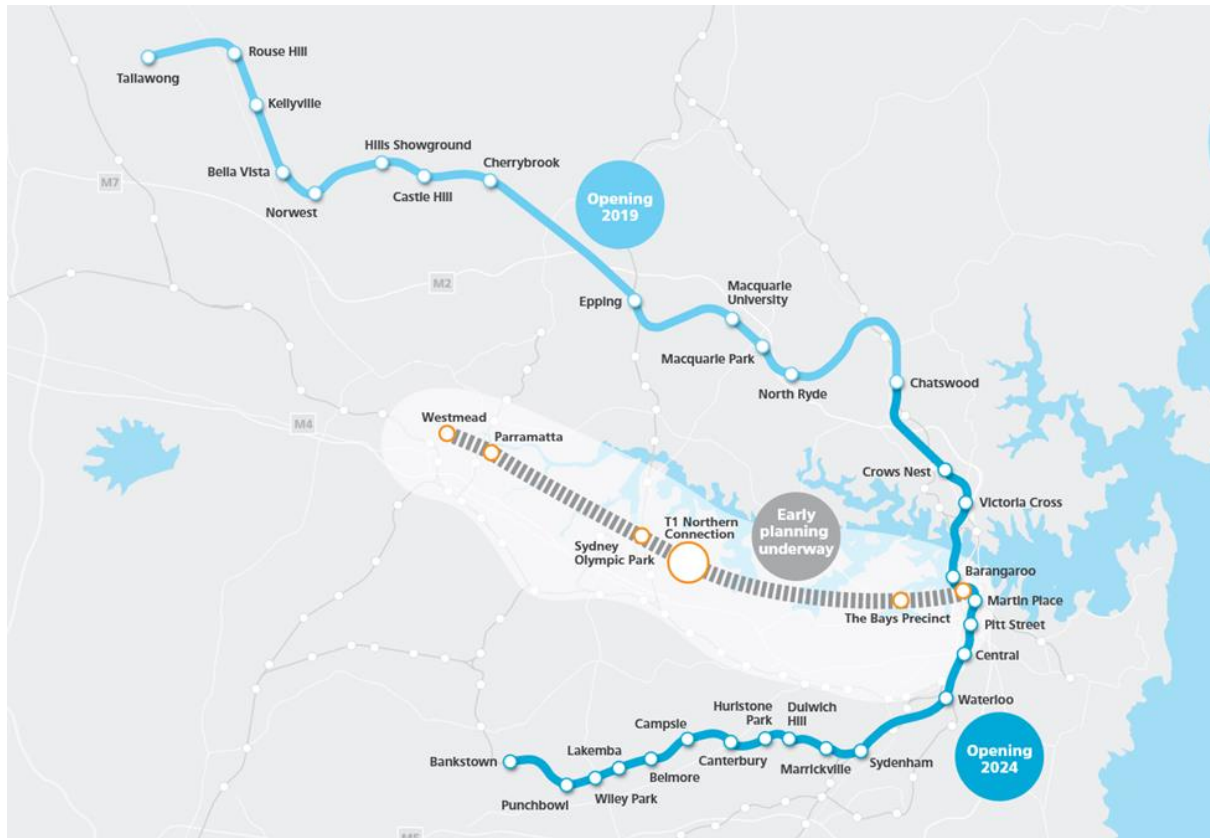 Rouse Hill
Tallawong
Kellyville
Hills Showground
Cherrybrook
Bella Vista
M7
Castle Hill
Opening
2019
Norwest
M2
Macquarie
University
Epping
Macquarie Park
Chatswood
North Ryde
Westmead
M4
Parramatta
Crows Nest
Victoria Cross
Early
planning
underway
T1 Northern
Connection
Sydney
Olympic Park
Barangaroo
Martin Place
The Bays Precinct
Pitt Street
Central
Waterloo
Hurlstone
Park
Dulwich
Hill
Campsie
Lakemba
Bankstown
Canterbury
Sydenham
Opening
2024
Belmore
Marrickville
Wiley Park
Punchbowl
M5